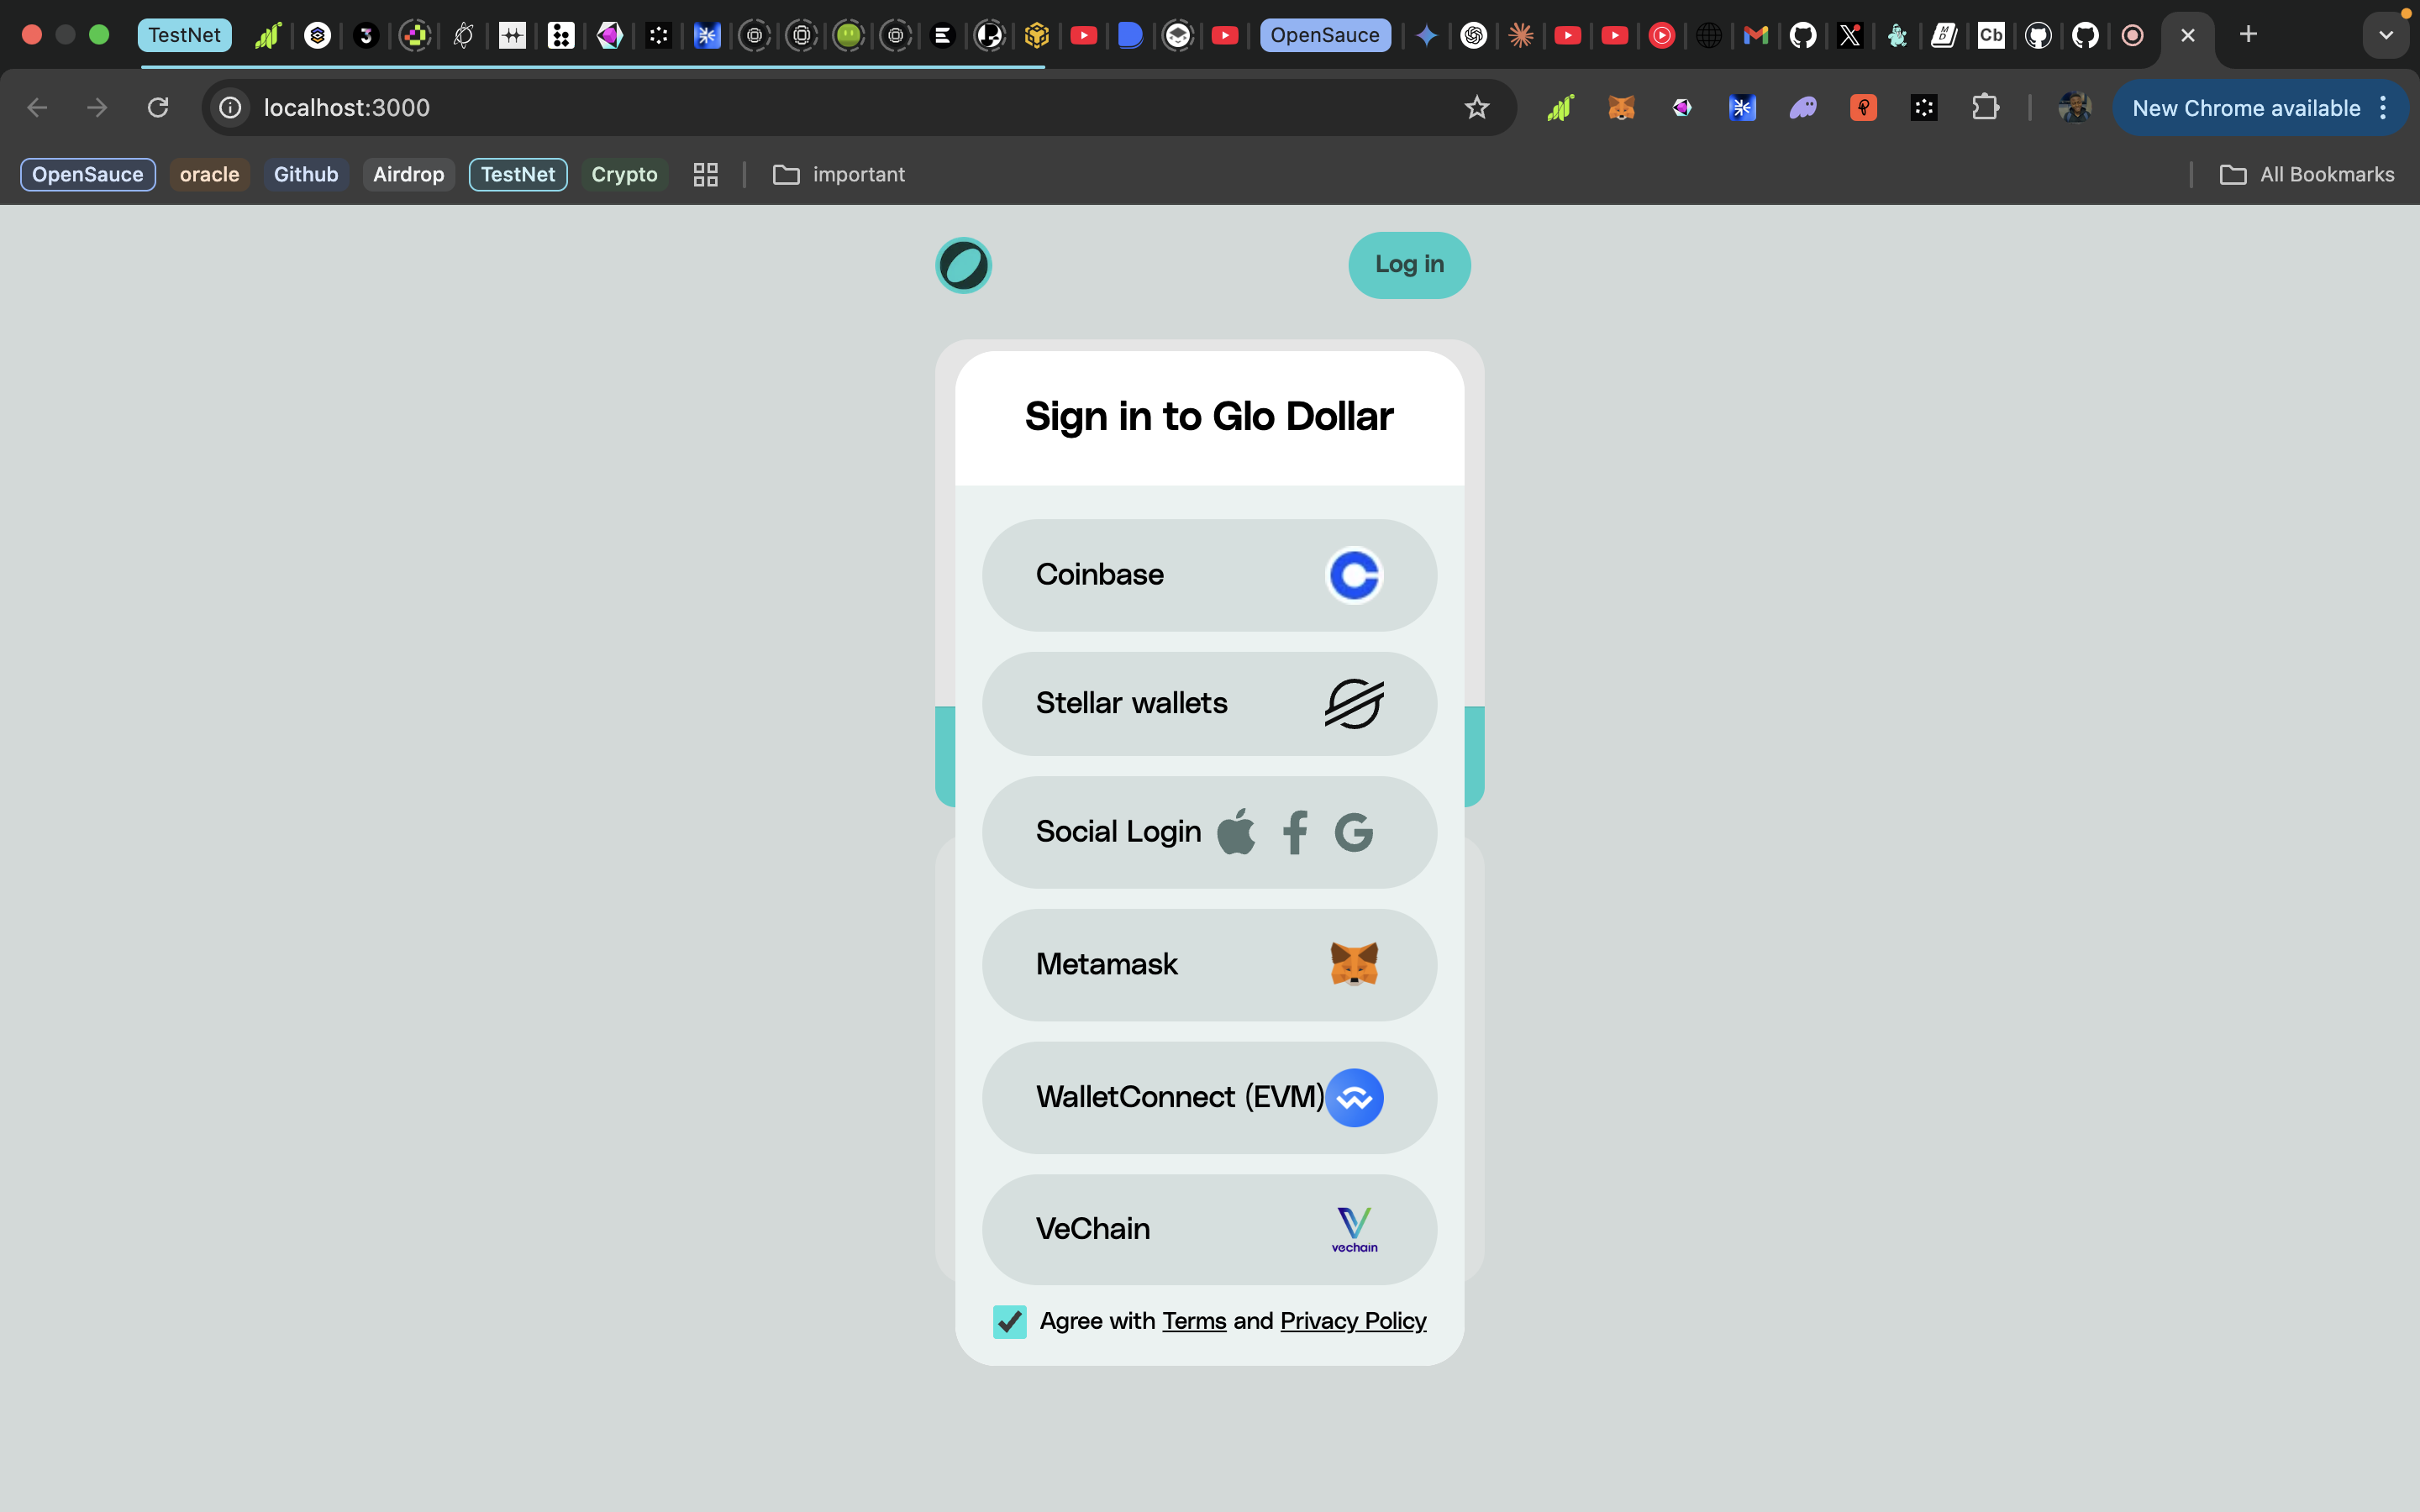 TestNet
3
OpenSauce
Cb
localhost:3000
New Chrome available
OpenSauce
oracle
Github
Airdrop
TestNet
Crypto
important
All Bookmarks
Log in
Sign in to Glo Dollar
Coinbase
Stellar wallets
Social Login
Metamask
WalletConnect (EVM)
VeChain
vechain
Agree with Terms and Privacy Policy